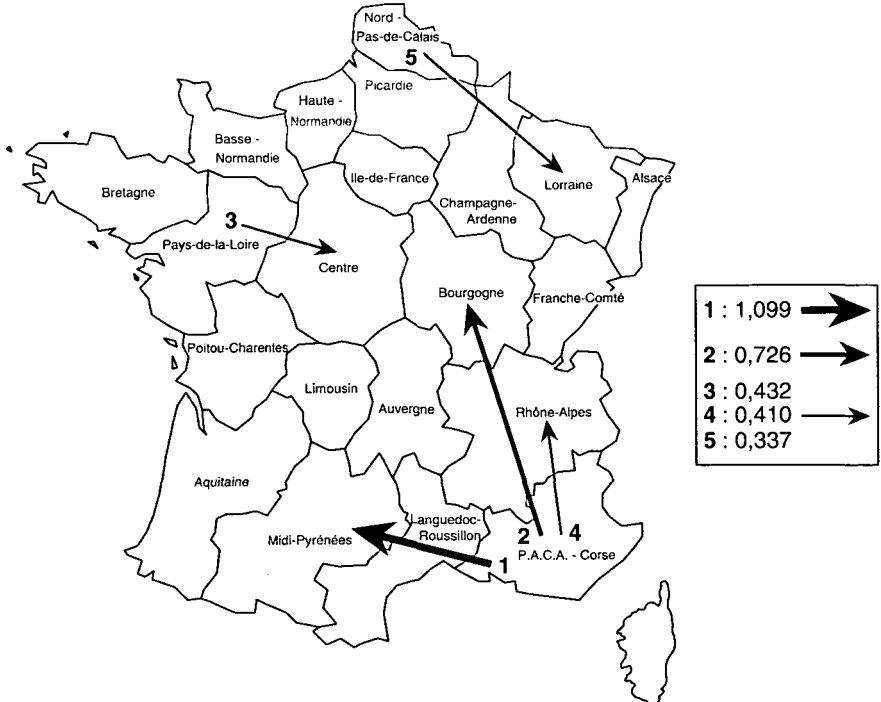 Nord -
Pas-de-Calais
5
Picardie
Haute -
Normandie
Basse -
Normandie
Ile-de-France
Lorraine
Alsace
Champagne-
Ardenne
Bretagne
3
Pays-de-la-Loire
Centre
Bourgogne
Franche-Comté
Poitou-Charentes
Limousin
Auvergne
Rhône-Alpes
Aquitaine
Midi-Pyrénées
Languedoc-
Roussillon
2
4
P.A.C.A. - Corse
1
1 : 1,099
2 : 0,726
3 : 0,432
4 : 0,410
5 : 0,337